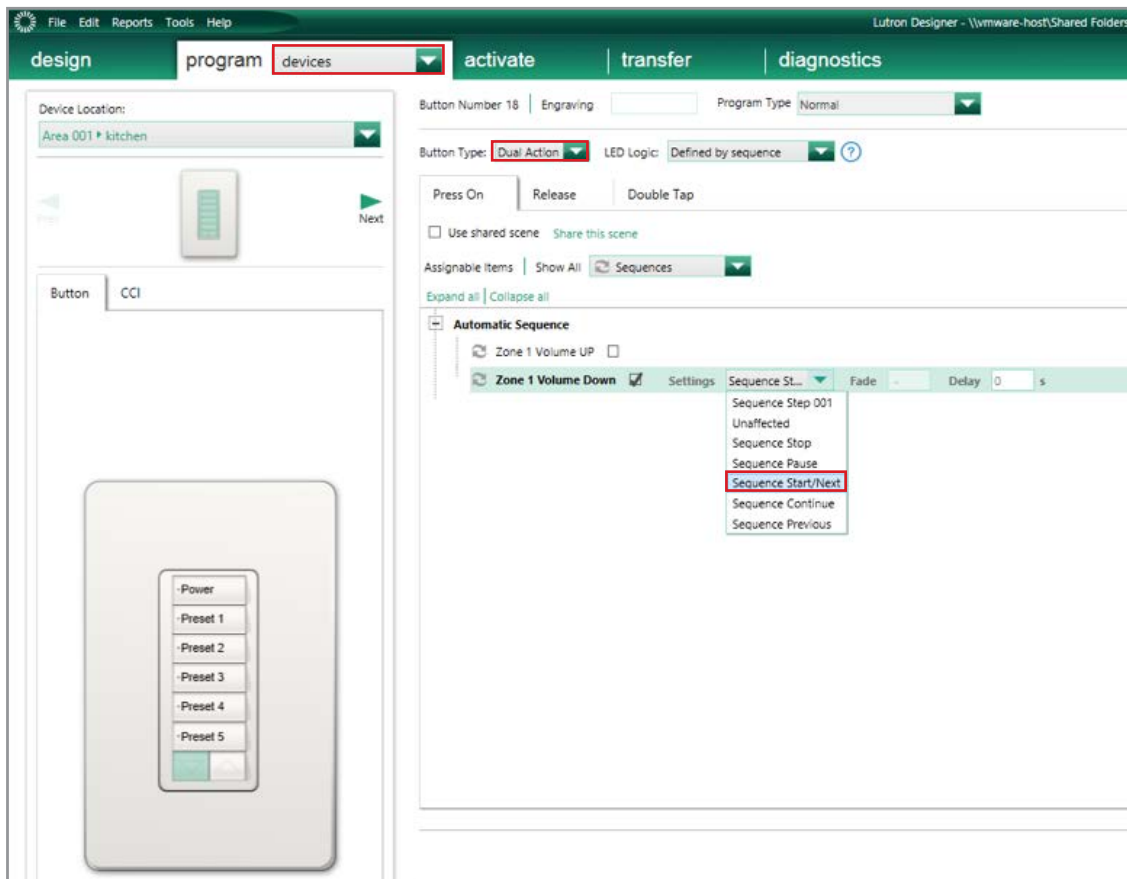 File Edit Reports Tools Help
Lutron Designer - \\vmware-host\Shared Folders
design program devices activate transfer diagnostics
Device Location:
Area 001 ▸ kitchen
Prev
Next
Button CCI
-Power
-Preset 1
-Preset 2
-Preset 3
-Preset 4
-Preset 5
Button Number 18 Engraving Program Type Normal
Button Type: Dual Action LED Logic: Defined by sequence ?
Press On Release Double Tap
Use shared scene Share this scene
Assignable Items Show All Sequences
Expand all Collapse all
Automatic Sequence
Zone 1 Volume UP
Zone 1 Volume Down Settings Sequence St... Fade - Delay 0 s
Sequence Step 001
Unaffected
Sequence Stop
Sequence Pause
Sequence Start/Next
Sequence Continue
Sequence Previous